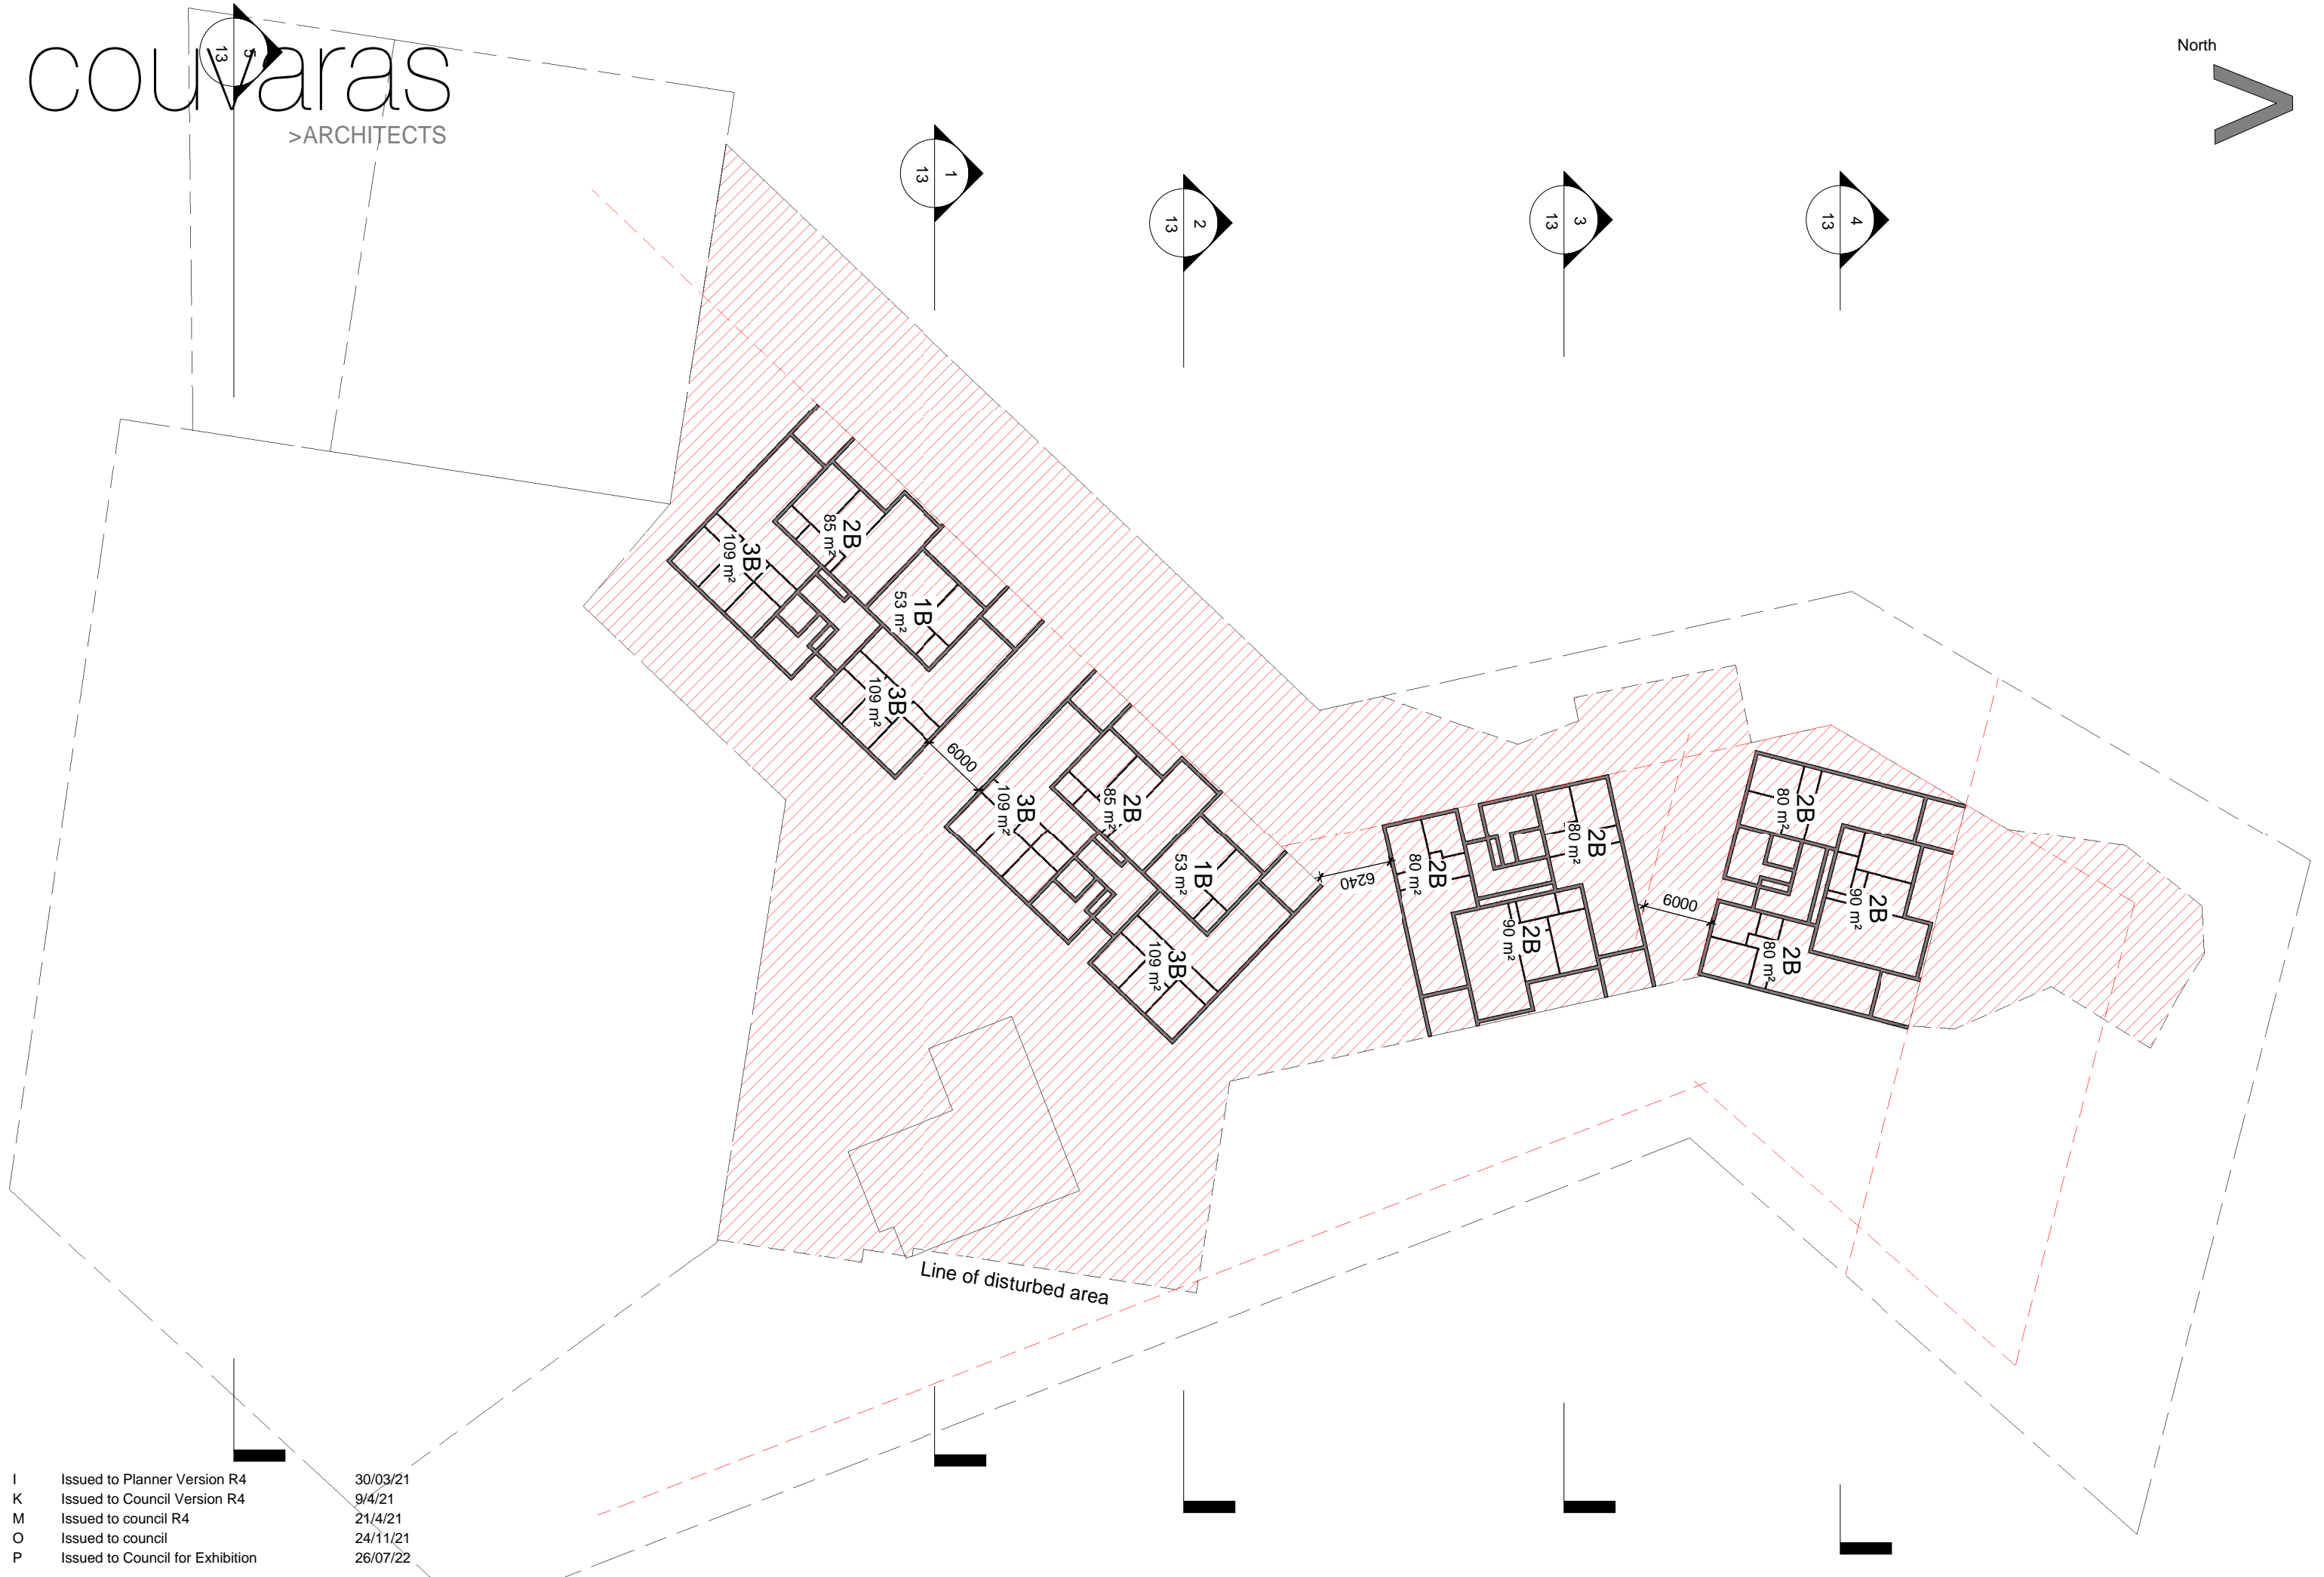 couvaras
>ARCHITECTS
North
5
13
1
13
2
13
3
13
4
13
2B
85 m²
3B
109 m²
1B
53 m²
3B
109 m²
6000
3B
109 m²
2B
85 m²
1B
53 m²
3B
109 m²
6240
2B
80 m²
2B
80 m²
2B
90 m²
6000
2B
80 m²
2B
90 m²
2B
80 m²
Line of disturbed area
I Issued to Planner Version R4 30/03/21
K Issued to Council Version R4 9/4/21
M Issued to council R4 21/4/21
O Issued to council 24/11/21
P Issued to Council for Exhibition 26/07/22